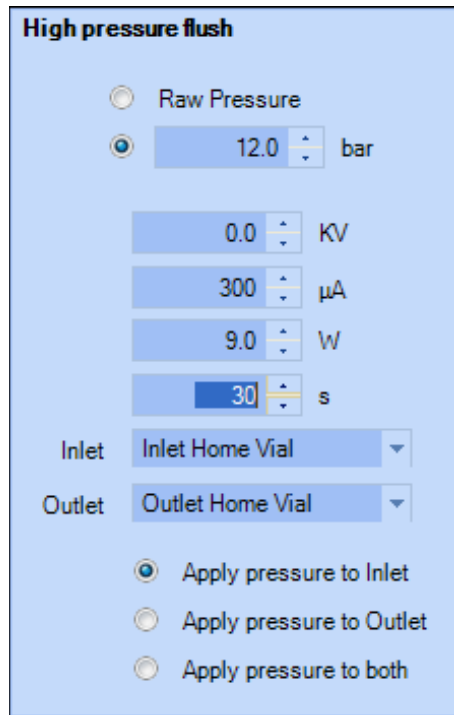 High pressure flush
Raw Pressure
12.0 bar
0.0 KV
300 µA
9.0 W
30 s
Inlet Inlet Home Vial
Outlet Outlet Home Vial
Apply pressure to Inlet
Apply pressure to Outlet
Apply pressure to both